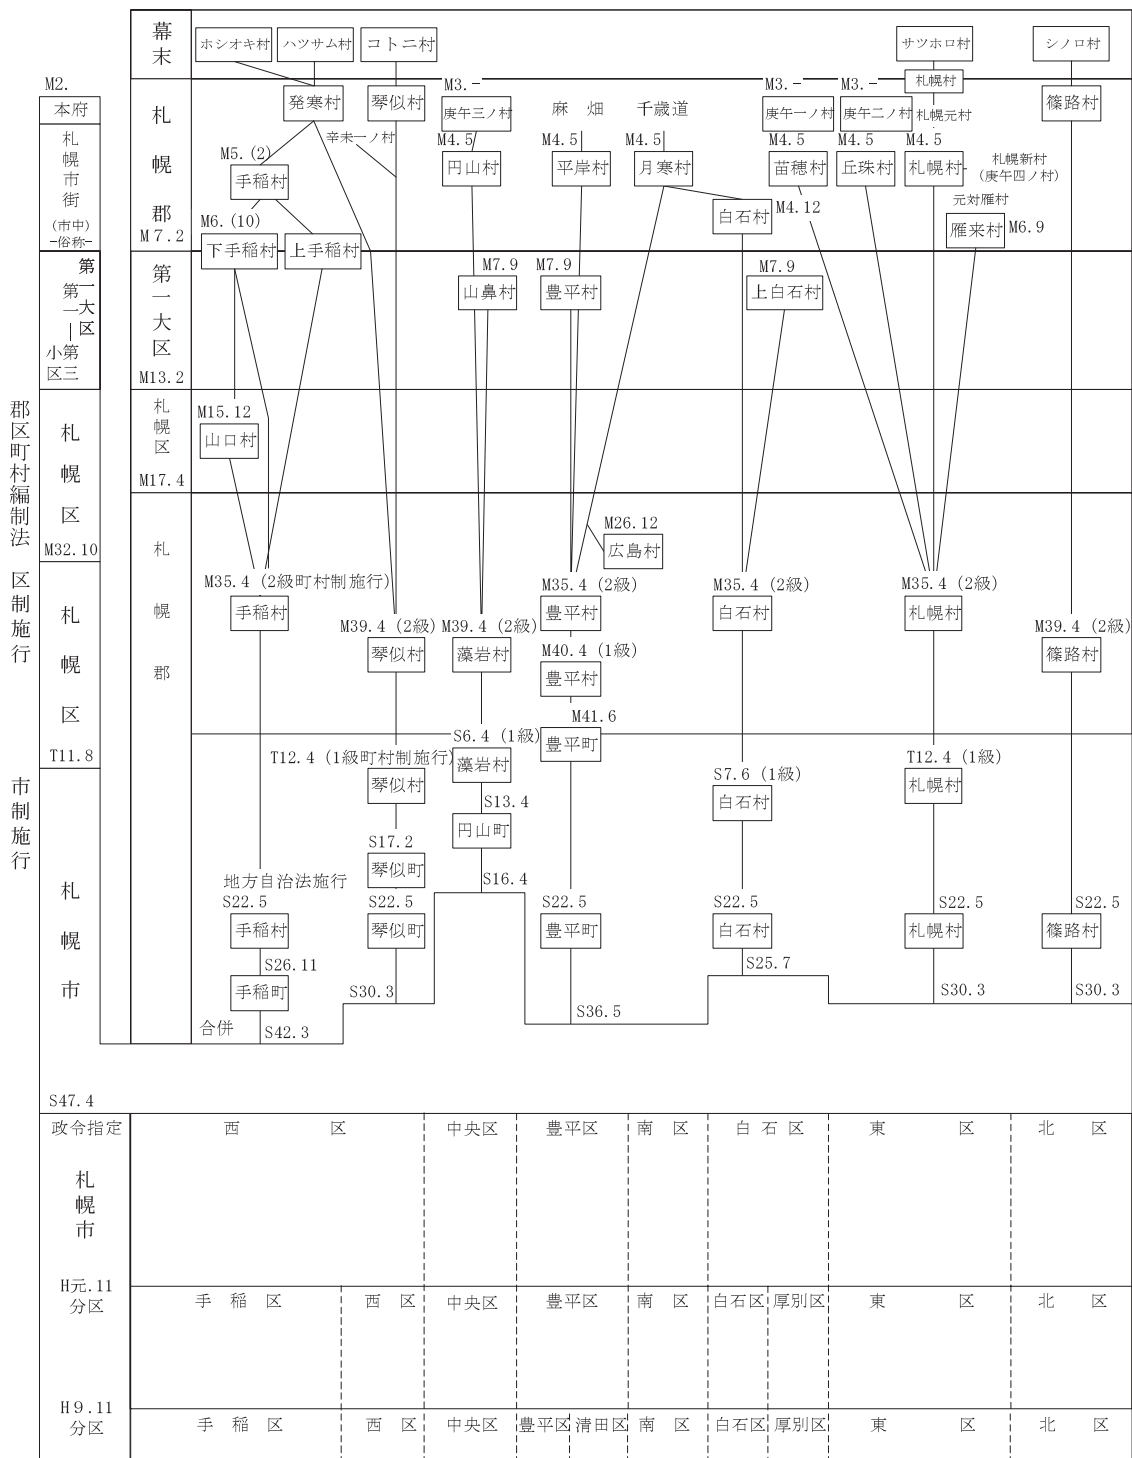 幕末
ホシオキ村
ハツサム村
コトニ村
サツホロ村
シノロ村
M2.
本府
札幌市街
(市中)
-俗称-
札幌郡
M7.2
発寒村
琴似村
M3.-
庚午三ノ村
麻 畑
千歳道
M3.-
庚午一ノ村
M3.-
庚午二ノ村
札幌村
札幌元村
篠路村
辛未一ノ村
M5.(2)
手稲村
M4.5
円山村
M4.5
平岸村
M4.5
月寒村
M4.5
苗穂村
M4.5
丘珠村
M4.5
札幌村
札幌新村
(庚午四ノ村)
白石村
M4.12
元対雁村
雁来村
M6.9
M6.(10)
下手稲村
上手稲村
第一大区
第一|小区
第三
第一大区
M13.2
M7.9
山鼻村
M7.9
豊平村
M7.9
上白石村
郡区町村編制法
札幌区
M32.10
札幌区
M17.4
M15.12
山口村
札幌郡
M26.12
広島村
区制施行
札幌区
T11.8
M35.4 (2級町村制施行)
手稲村
M39.4 (2級)
琴似村
M39.4 (2級)
藻岩村
M35.4 (2級)
豊平村
M40.4 (1級)
豊平村
M41.6
豊平町
M35.4 (2級)
白石村
M35.4 (2級)
札幌村
M39.4 (2級)
篠路村
市制施行
札幌市
T12.4 (1級町村制施行)
琴似村
S6.4 (1級)
藻岩村
S7.6 (1級)
白石村
T12.4 (1級)
札幌村
S13.4
円山町
S17.2
琴似町
S16.4
地方自治法施行
S22.5
手稲村
S22.5
琴似町
S22.5
豊平町
S22.5
白石村
S22.5
札幌村
S22.5
篠路村
S26.11
手稲町
S25.7
S30.3
S36.5
S30.3
S30.3
合併
S42.3
S47.4
政令指定
札幌市
西 区
中央区
豊平区
南 区
白石区
東 区
北 区
H元.11
分区
手 稲 区
西 区
中央区
豊平区
南 区
白石区
厚別区
東 区
北 区
H9.11
分区
手 稲 区
西 区
中央区
豊平区
清田区
南 区
白石区
厚別区
東 区
北 区